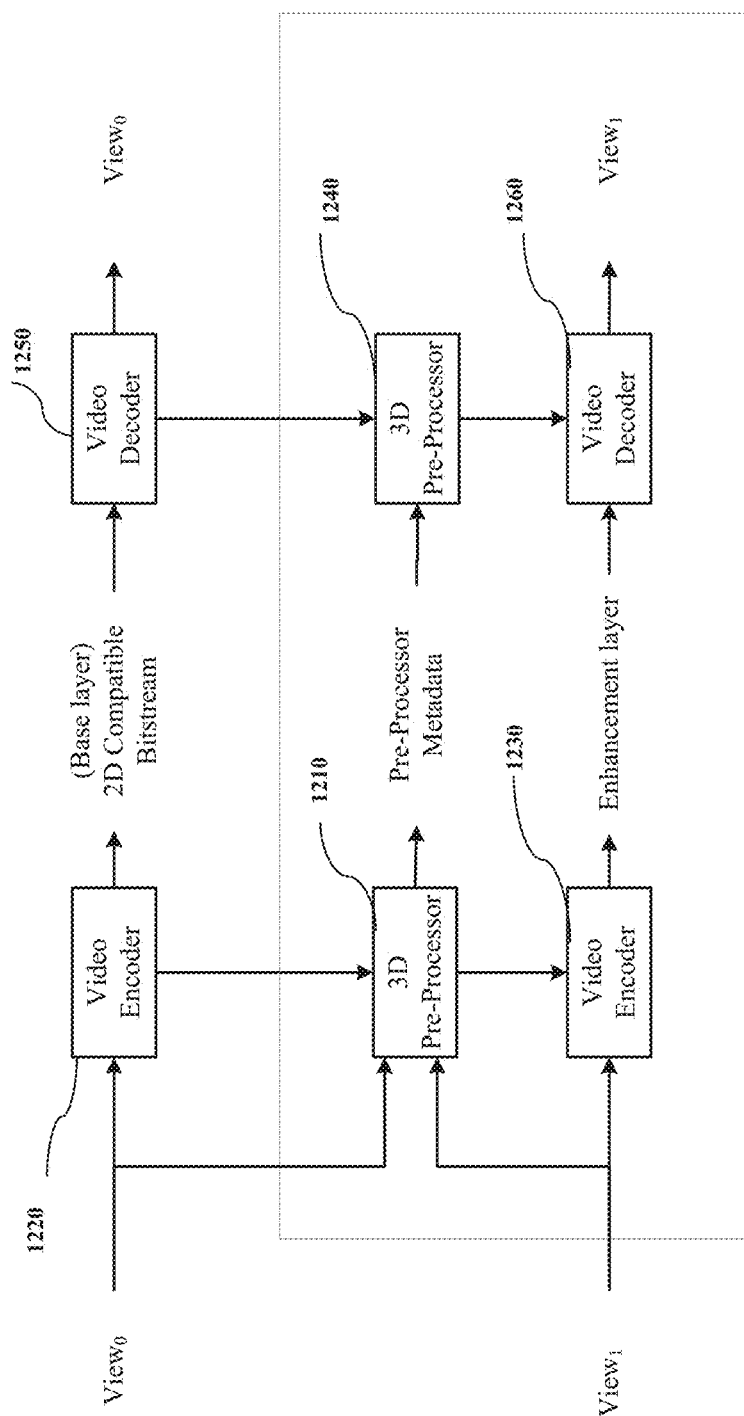 View0
1220
Video
Encoder
(Base layer)
2D Compatible
Bitstream
1250
Video
Decoder
View0
1210
3D
Pre-Processor
Pre-Processor
Metadata
1240
3D
Pre-Processor
View1
1230
Video
Encoder
Enhancement layer
1260
Video
Decoder
View1